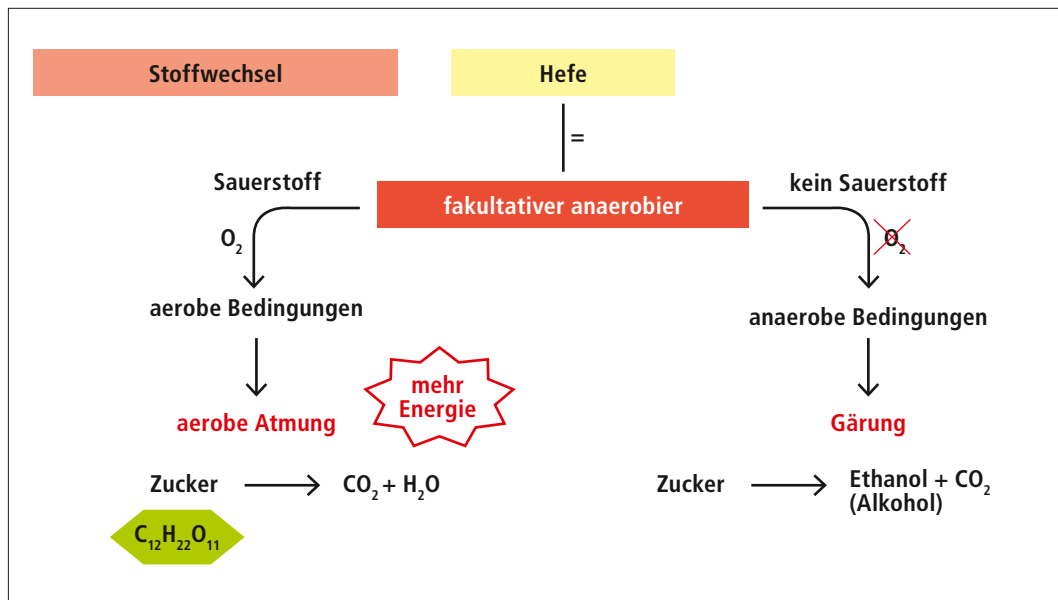 Stoffwechsel
Hefe
=
Sauerstoff
kein Sauerstoff
fakultativer anaerobier
O₂
O₂
aerobe Bedingungen
anaerobe Bedingungen
mehr
Energie
aerobe Atmung
Gärung
Zucker
CO₂ + H₂O
Zucker
Ethanol + CO₂
(Alkohol)
C₁₂H₂₂O₁₁